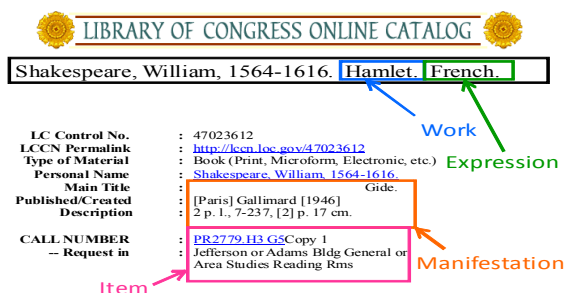 LIBRARY OF CONGRESS ONLINE CATALOG
Shakespeare, William, 1564-1616. Hamlet. French.
Work
Expression
LC Control No. : 47023612
LCCN Permalink : http://lccn.loc.gov/47023612
Type of Material : Book (Print, Microform, Electronic, etc.)
Personal Name : Shakespeare, William, 1564-1616.
Main Title : Gide.
Published/Created : [Paris] Gallimard [1946]
Description : 2 p. l., 7-237, [2] p. 17 cm.
CALL NUMBER : PR2779.H3 G5Copy 1
-- Request in : Jefferson or Adams Bldg General or
Area Studies Reading Rms
Manifestation
Item